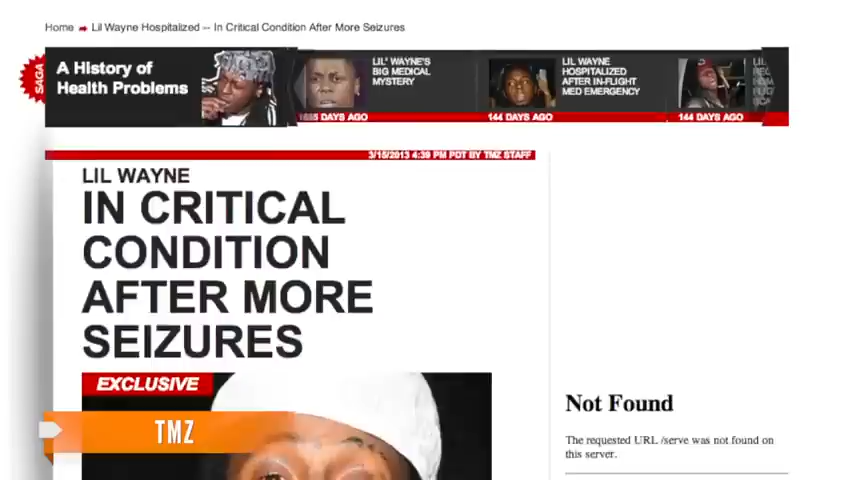 Home Lil Wayne Hospitalized -- In Critical Condition After More Seizures
SAGA
A History of
Health Problems
LIL' WAYNE'S
BIG MEDICAL
MYSTERY
DAYS AGO
LIL WAYNE
HOSPITALIZED
AFTER IN-FLIGHT
MED EMERGENCY
144 DAYS AGO
LIL
144 DAYS AGO
3/15/2013 4:39 PM PDT BY TMZ STAFF
LIL WAYNE
IN CRITICAL
CONDITION
AFTER MORE
SEIZURES
EXCLUSIVE
TMZ
Not Found
The requested URL /serve was not found on
this server.